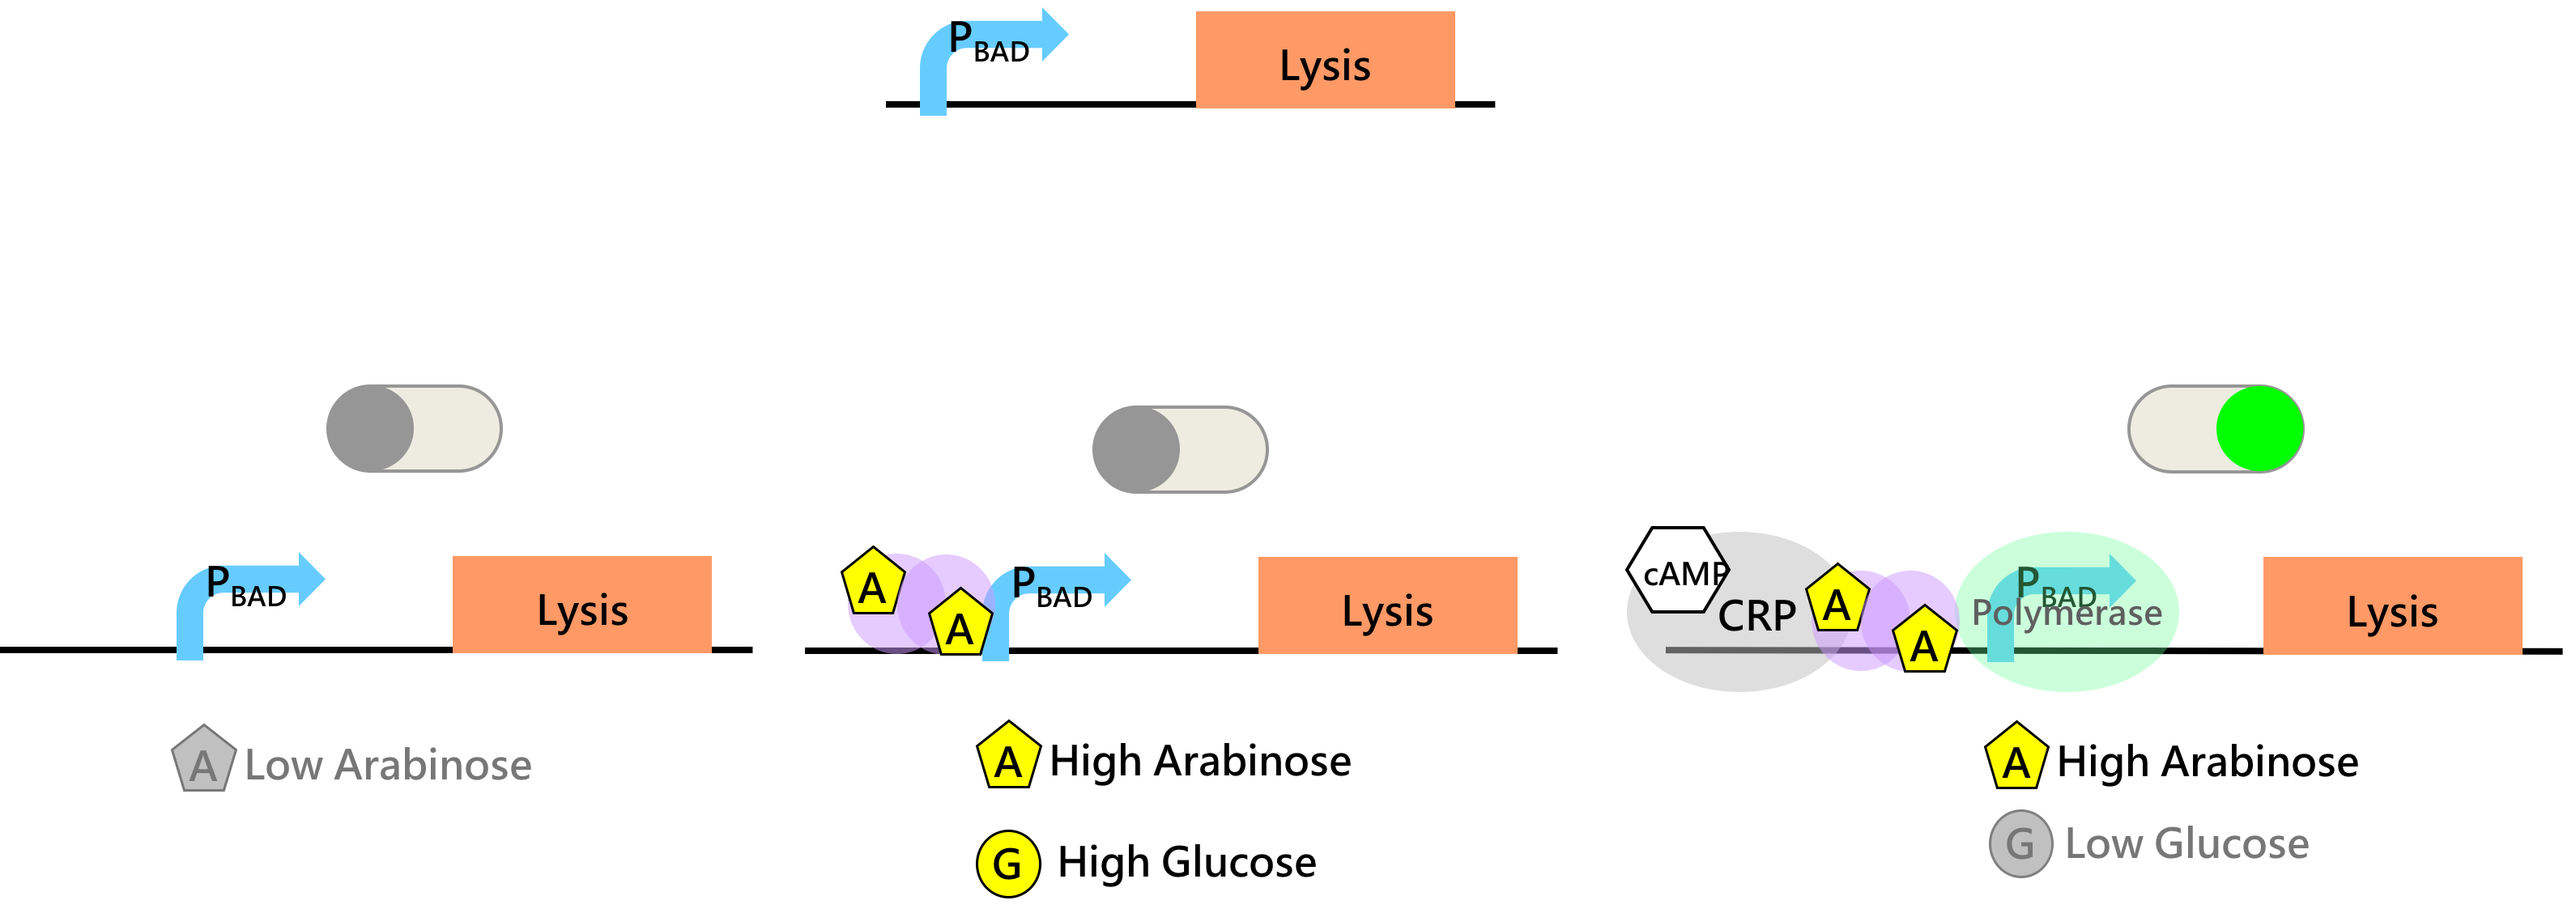 PBAD
Lysis
PBAD
Lysis
A Low Arabinose
A
A
PBAD
Lysis
A High Arabinose
G High Glucose
cAMP
CRP
A
A
PBAD
Polymerase
Lysis
A High Arabinose
G Low Glucose